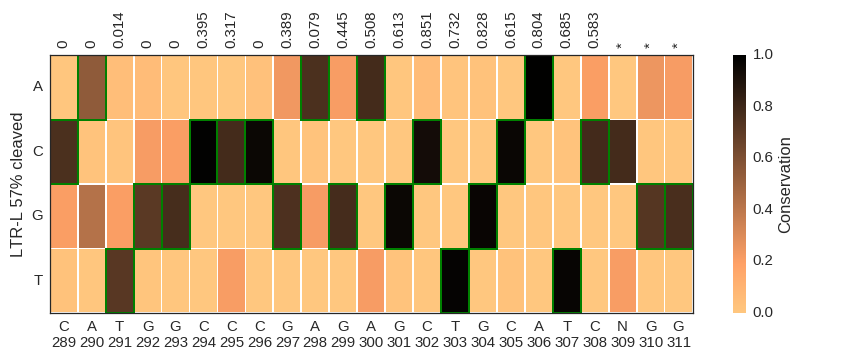 0 0 0.014 0 0 0.395 0.317 0 0.389 0.079 0.445 0.508 0.613 0.851 0.732 0.828 0.615 0.804 0.685 0.583 * * *
LTR-L 57% cleaved
A
C
G
T
C A T G G C C C G A G A G C T G C A T C N G G
289 290 291 292 293 294 295 296 297 298 299 300 301 302 303 304 305 306 307 308 309 310 311
1.0
0.8
0.6
0.4
0.2
0.0
Conservation